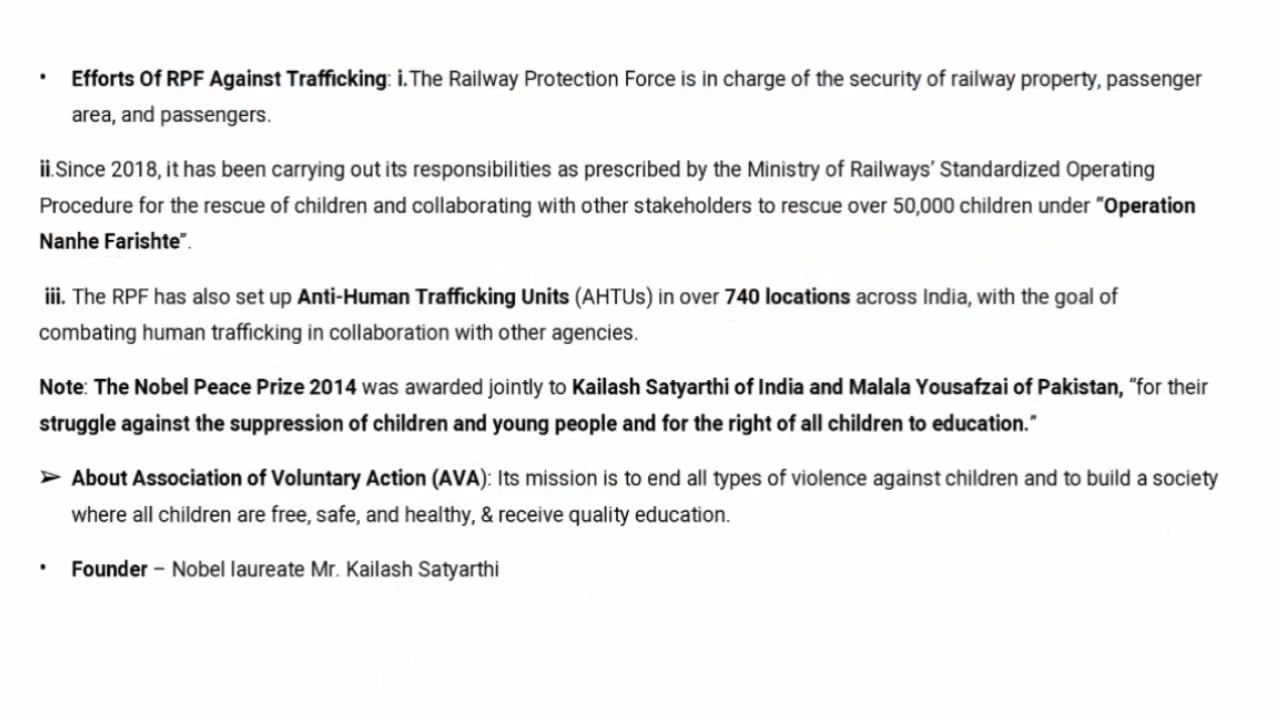 • Efforts Of RPF Against Trafficking: i.The Railway Protection Force is in charge of the security of railway property, passenger
area, and passengers.
ii.Since 2018, it has been carrying out its responsibilities as prescribed by the Ministry of Railways’ Standardized Operating
Procedure for the rescue of children and collaborating with other stakeholders to rescue over 50,000 children under “Operation
Nanhe Farishte”.
iii. The RPF has also set up Anti-Human Trafficking Units (AHTUs) in over 740 locations across India, with the goal of
combating human trafficking in collaboration with other agencies.
Note: The Nobel Peace Prize 2014 was awarded jointly to Kailash Satyarthi of India and Malala Yousafzai of Pakistan, “for their
struggle against the suppression of children and young people and for the right of all children to education.”
➢ About Association of Voluntary Action (AVA): Its mission is to end all types of violence against children and to build a society
where all children are free, safe, and healthy, & receive quality education.
• Founder – Nobel laureate Mr. Kailash Satyarthi